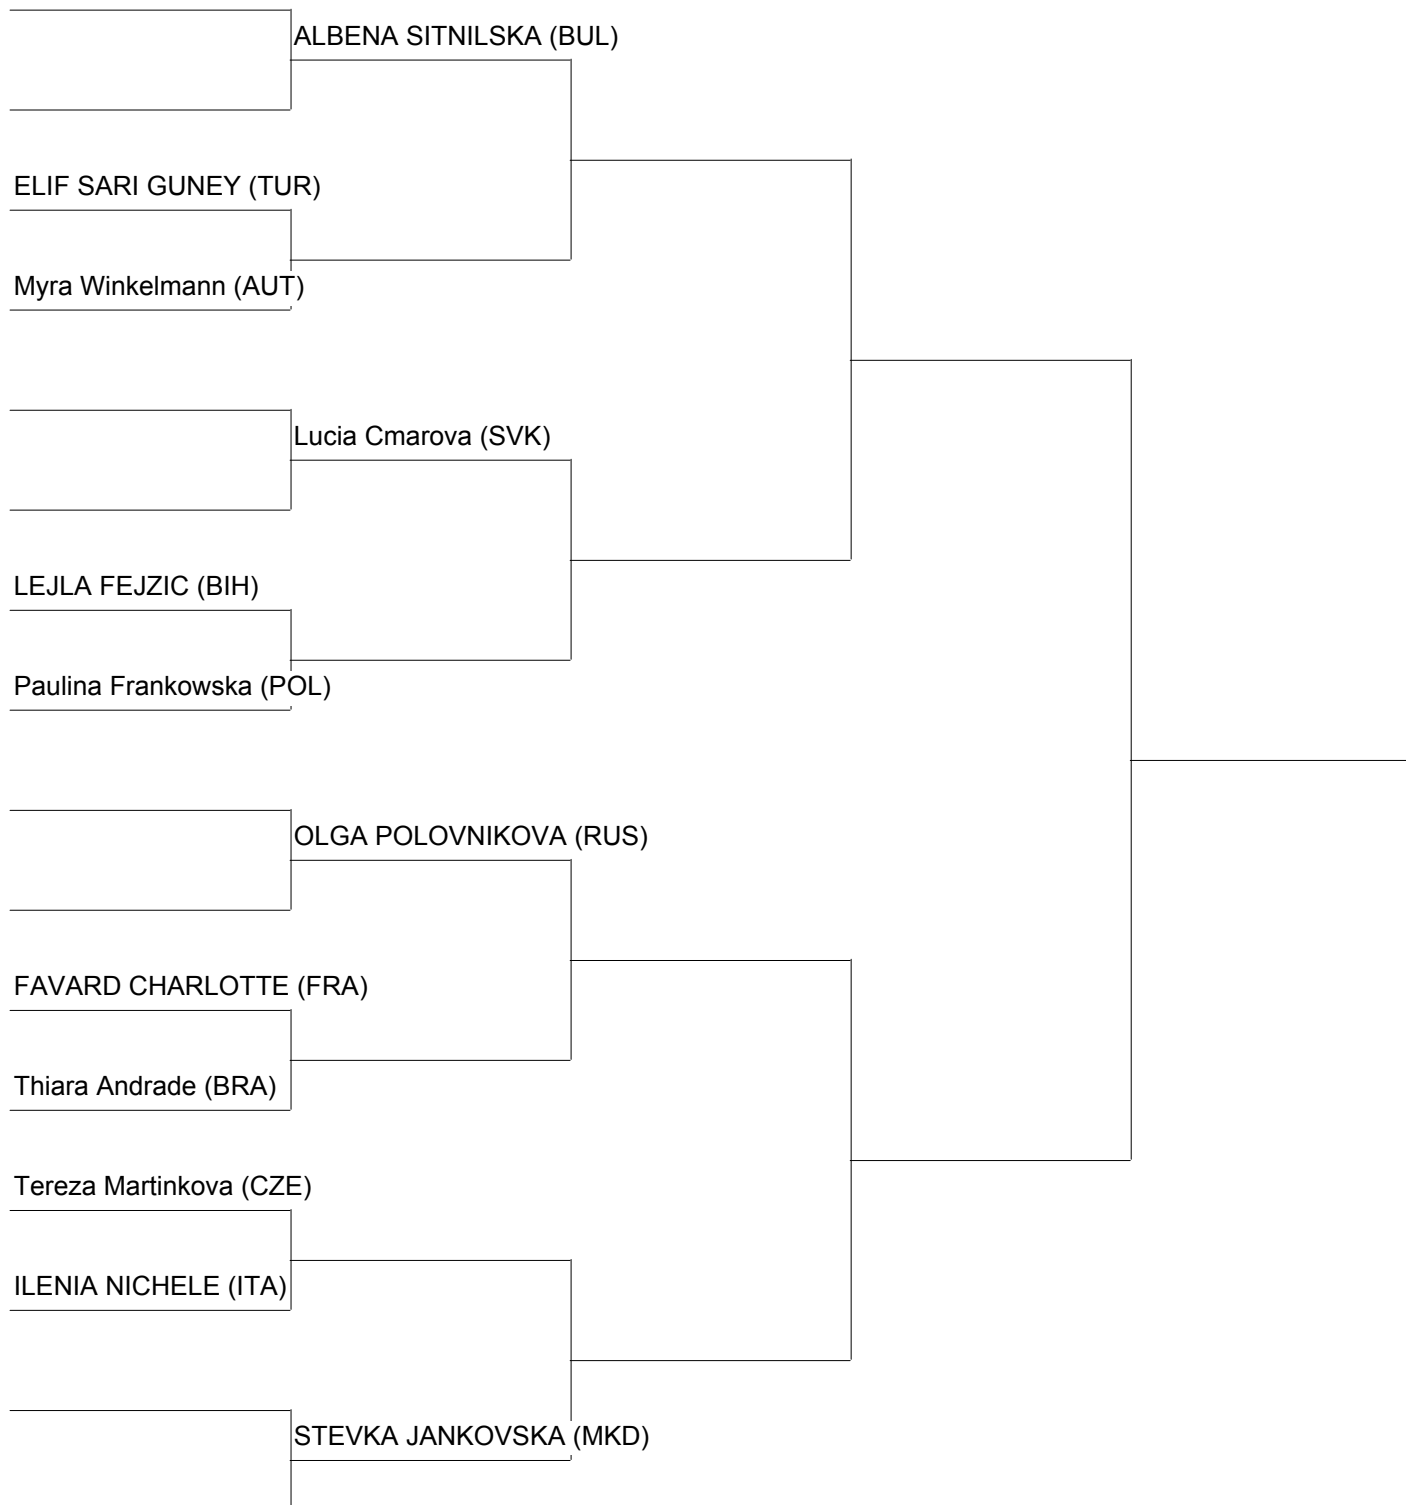 ALBENA SITNILSKA (BUL)
ELIF SARI GUNEY (TUR)
Myra Winkelmann (AUT)
Lucia Cmarova (SVK)
LEJLA FEJZIC (BIH)
Paulina Frankowska (POL)
OLGA POLOVNIKOVA (RUS)
FAVARD CHARLOTTE (FRA)
Thiara Andrade (BRA)
Tereza Martinkova (CZE)
ILENIA NICHELE (ITA)
STEVKA JANKOVSKA (MKD)